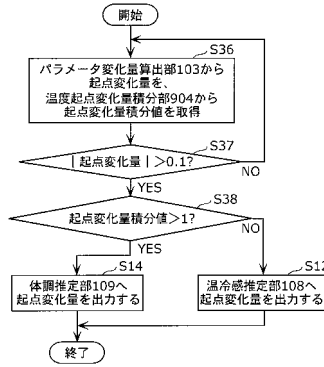 開始
S36
パラメータ変化量算出部103から
起点変化量を、
温度起点変化量積分部904から
起点変化量積分値を取得
S37
｜起点変化量｜>0.1?
NO
YES
S38
起点変化量積分値>1?
NO
YES
S14
体調推定部109へ
起点変化量を出力する
S12
温冷感推定部108へ
起点変化量を出力する
終了